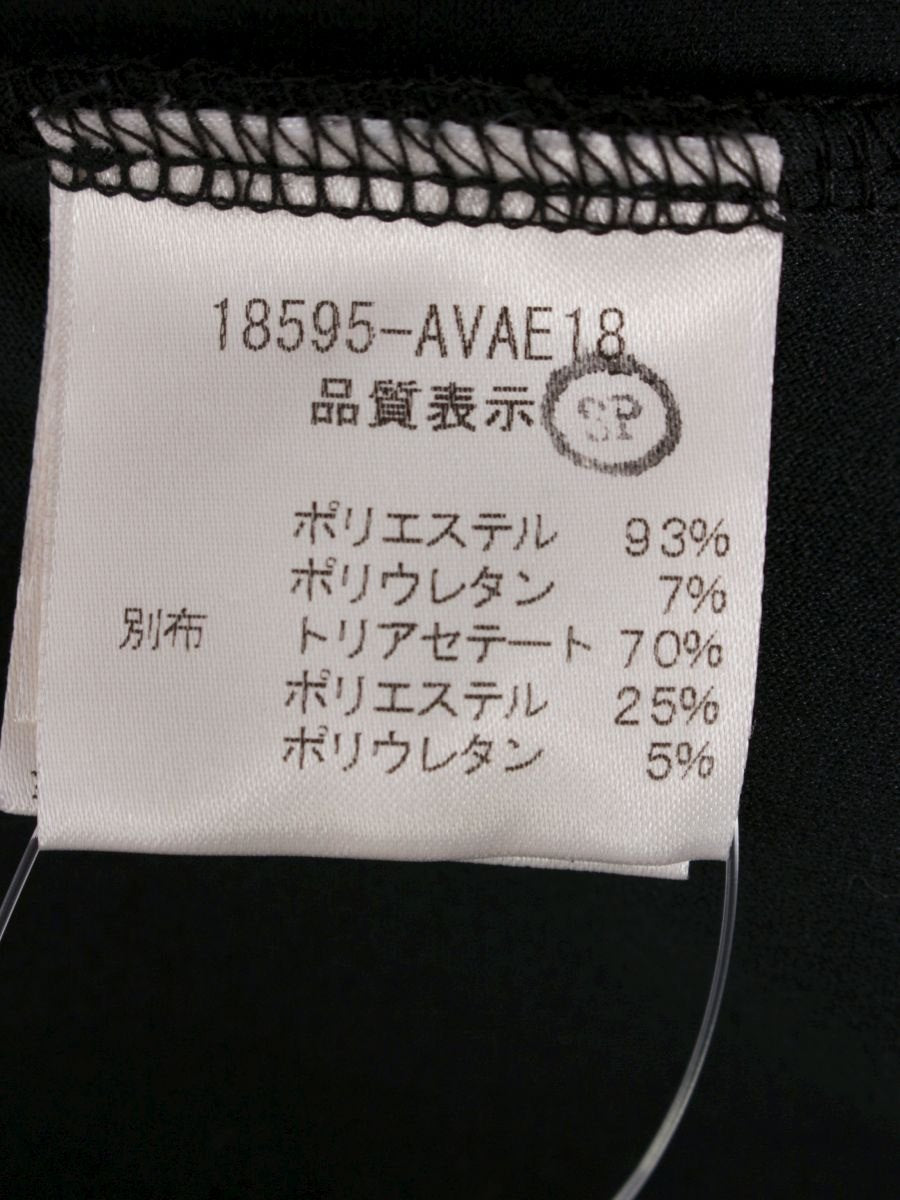 18595-AVAE18
品質表示 SP
ポリエステル 93%
ポリウレタン 7%
別布 トリアセテート 70%
ポリエステル 25%
ポリウレタン 5%